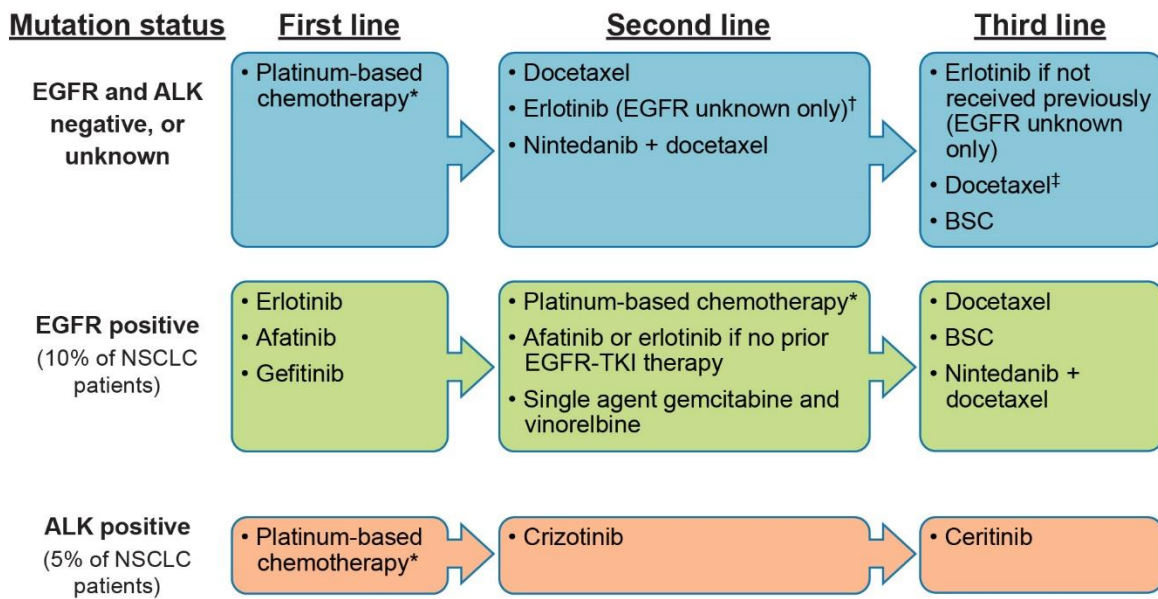 Mutation status
First line
Second line
Third line
EGFR and ALK
negative, or
unknown
• Platinum-based
chemotherapy*
• Docetaxel
• Erlotinib (EGFR unknown only)†
• Nintedanib + docetaxel
• Erlotinib if not
received previously
(EGFR unknown
only)
• Docetaxel‡
• BSC
EGFR positive
(10% of NSCLC
patients)
• Erlotinib
• Afatinib
• Gefitinib
• Platinum-based chemotherapy*
• Afatinib or erlotinib if no prior
EGFR-TKI therapy
• Single agent gemcitabine and
vinorelbine
• Docetaxel
• BSC
• Nintedanib +
docetaxel
ALK positive
(5% of NSCLC
patients)
• Platinum-based
chemotherapy*
• Crizotinib
• Ceritinib